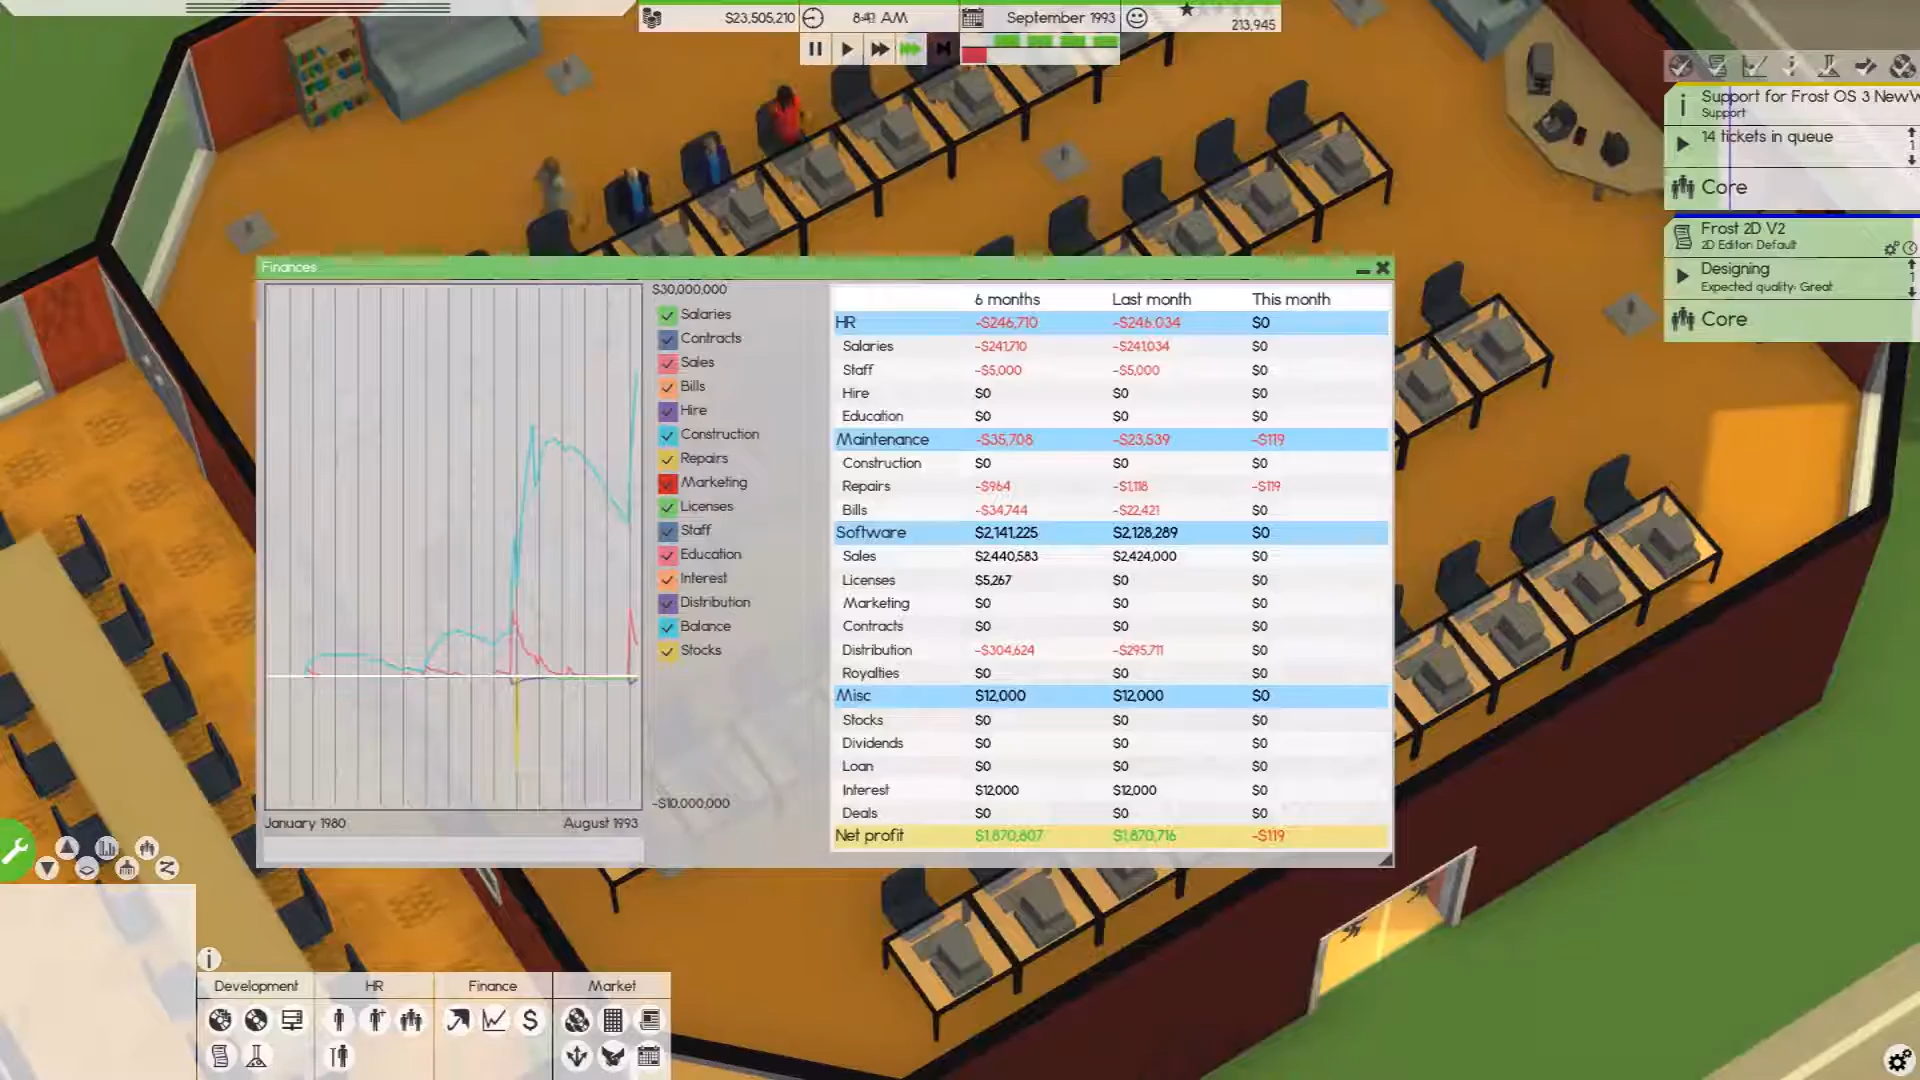 $23,505,210
8:41 AM
September 1993
213,945
Support for Frost OS 3 New
Support
14 tickets in queue
1
Core
Frost 2D V2
2D Editor: Default
Designing
Expected quality: Great
1
Core
Finances
$30,000,000
Salaries
Contracts
Sales
Bills
Hire
Construction
Repairs
Marketing
Licenses
Staff
Education
Interest
Distribution
Balance
Stocks
-$10,000,000
January 1980 August 1993
6 months Last month This month
HR -$246,710 -$246,034 $0
Salaries -$241,710 -$241,034 $0
Staff -$5,000 -$5,000 $0
Hire $0 $0 $0
Education $0 $0 $0
Maintenance -$35,708 -$23,539 -$119
Construction $0 $0 $0
Repairs -$964 -$1,118 -$119
Bills -$34,744 -$22,421 $0
Software $2,141,225 $2,128,289 $0
Sales $2,440,583 $2,424,000 $0
Licenses $5,267 $0 $0
Marketing $0 $0 $0
Contracts $0 $0 $0
Distribution -$304,624 -$295,711 $0
Royalties $0 $0 $0
Misc $12,000 $12,000 $0
Stocks $0 $0 $0
Dividends $0 $0 $0
Loan $0 $0 $0
Interest $12,000 $12,000 $0
Deals $0 $0 $0
Net profit $1,870,807 $1,870,716 -$119
Development HR Finance Market